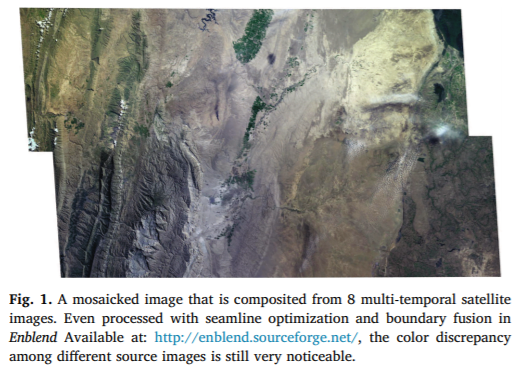 Fig. 1. A mosaicked image that is composited from 8 multi-temporal satellite
images. Even processed with seamline optimization and boundary fusion in
Enblend Available at: http://enblend.sourceforge.net/, the color discrepancy
among different source images is still very noticeable.